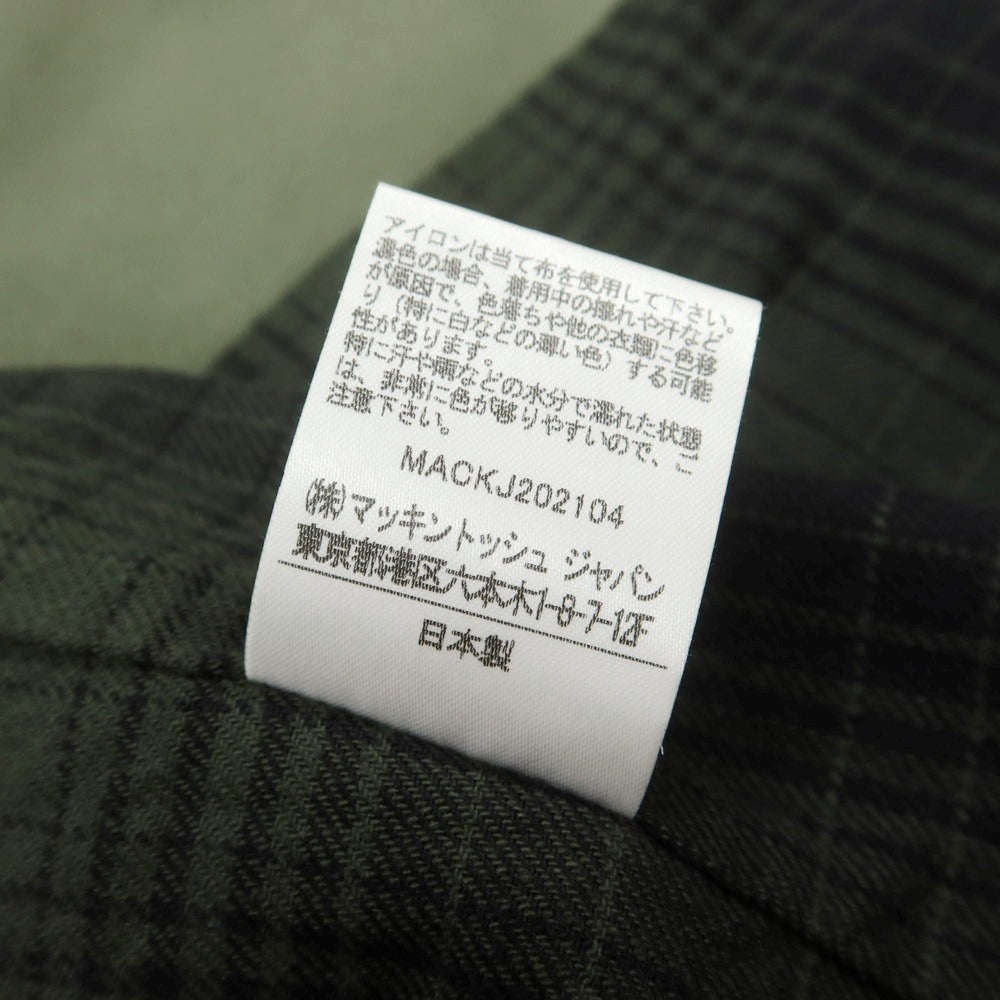 アイロンは当て布を使用して下さい。
濃色の場合、着用中の擦れや汗など
が原因で、色落ちや他の衣類に色移
り（特に白などの薄い色）する可能
性があります。
特に汗や雨などの水分で濡れた状態
は、非常に色が移りやすいので、ご
注意下さい。
MACKJ202104
(株)マッキントッシュ ジャパン
東京都港区六本木1-8-7-12F
日本製